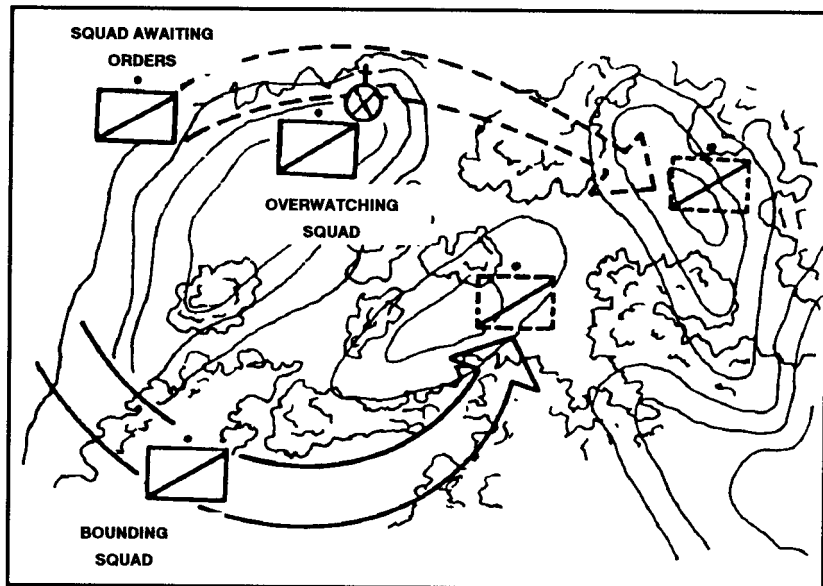 SQUAD AWAITING
ORDERS
OVERWATCHING
SQUAD
BOUNDING
SQUAD